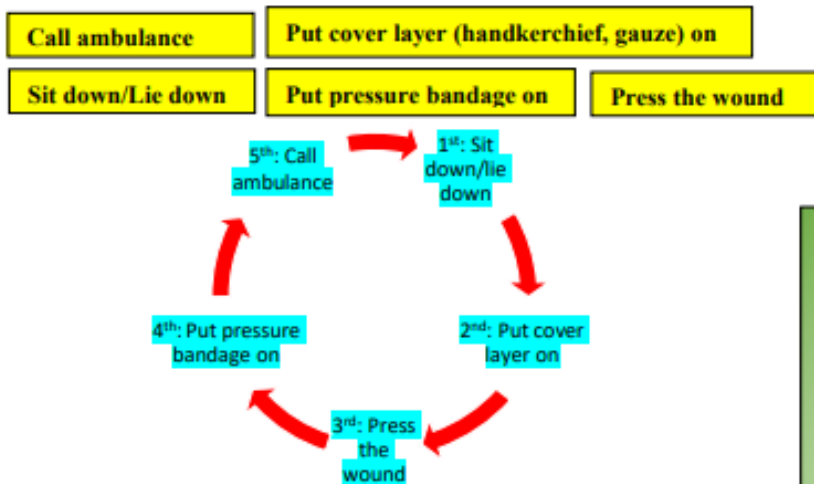 Call ambulance
Put cover layer (handkerchief, gauze) on
Sit down/Lie down
Put pressure bandage on
Press the wound
1st: Sit
down/lie
down
2nd: Put cover
layer on
3rd: Press
the
wound
4th: Put pressure
bandage on
5th: Call
ambulance